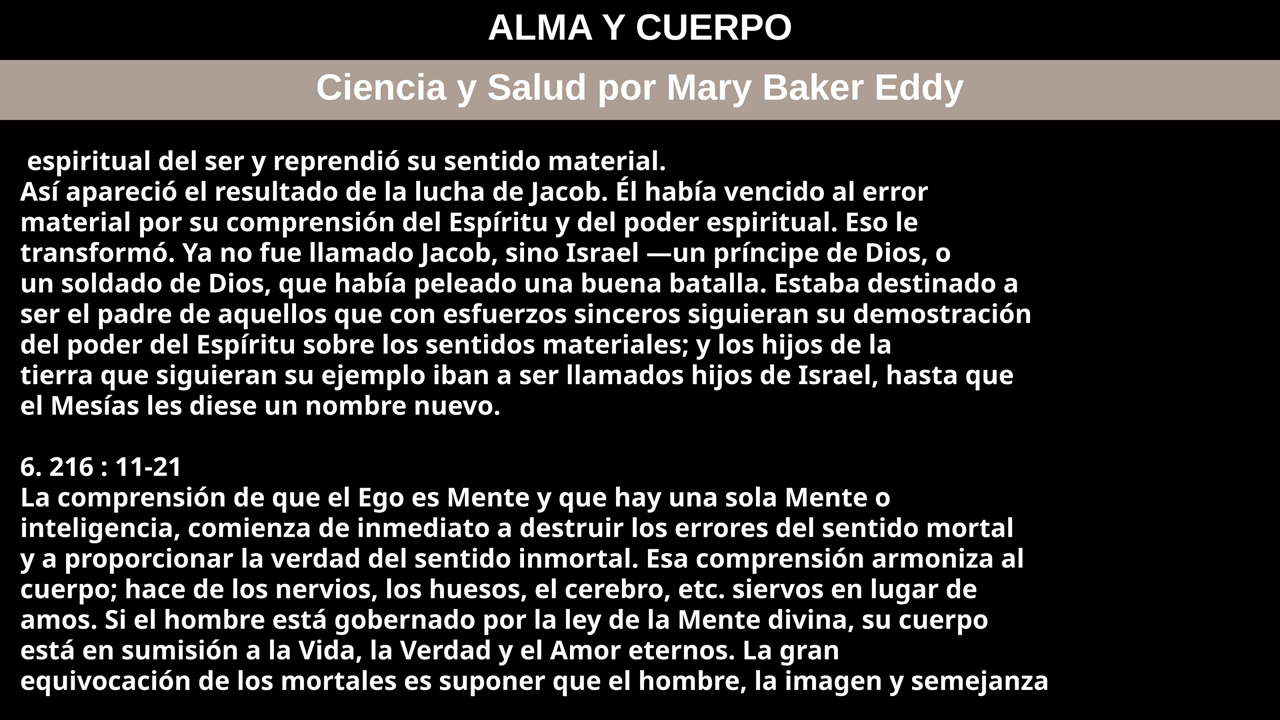 ALMA Y CUERPO
Ciencia y Salud por Mary Baker Eddy
espiritual del ser y reprendió su sentido material.
Así apareció el resultado de la lucha de Jacob. Él había vencido al error
material por su comprensión del Espíritu y del poder espiritual. Eso le
transformó. Ya no fue llamado Jacob, sino Israel —un príncipe de Dios, o
un soldado de Dios, que había peleado una buena batalla. Estaba destinado a
ser el padre de aquellos que con esfuerzos sinceros siguieran su demostración
del poder del Espíritu sobre los sentidos materiales; y los hijos de la
tierra que siguieran su ejemplo iban a ser llamados hijos de Israel, hasta que
el Mesías les diese un nombre nuevo.
6. 216 : 11-21
La comprensión de que el Ego es Mente y que hay una sola Mente o
inteligencia, comienza de inmediato a destruir los errores del sentido mortal
y a proporcionar la verdad del sentido inmortal. Esa comprensión armoniza al
cuerpo; hace de los nervios, los huesos, el cerebro, etc. siervos en lugar de
amos. Si el hombre está gobernado por la ley de la Mente divina, su cuerpo
está en sumisión a la Vida, la Verdad y el Amor eternos. La gran
equivocación de los mortales es suponer que el hombre, la imagen y semejanza